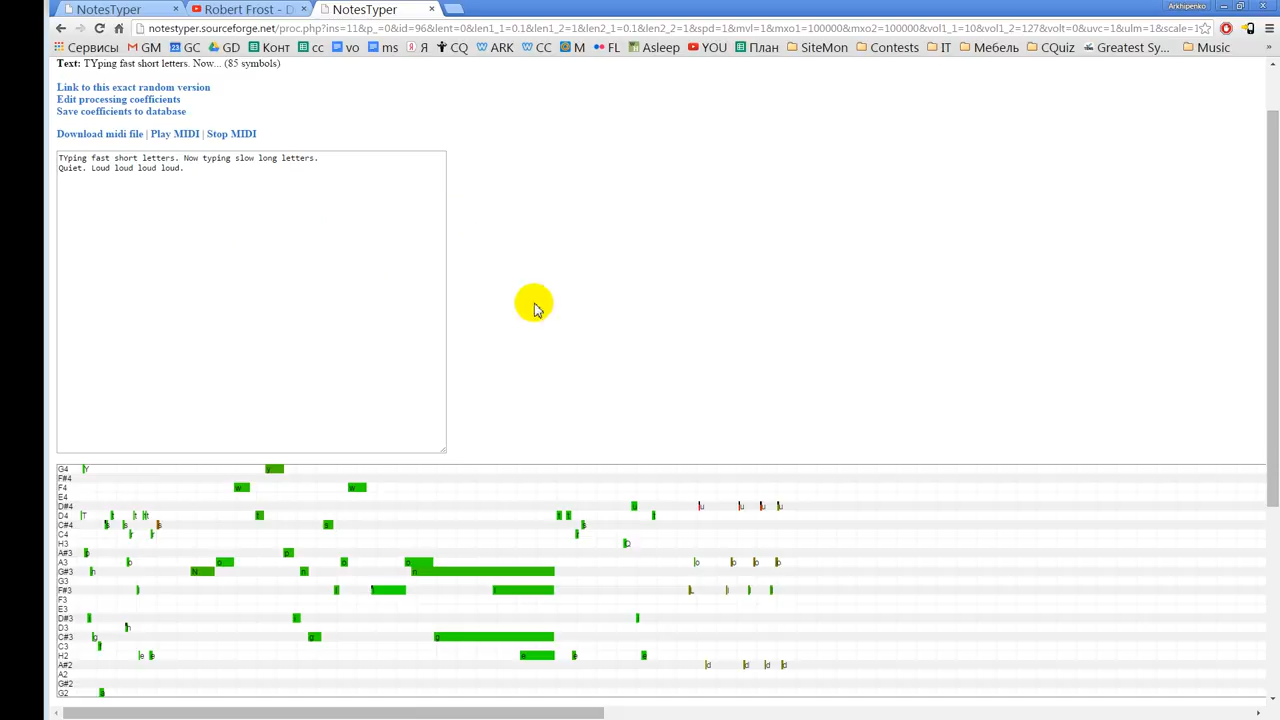 NotesTyper × Robert Frost - D × NotesTyper × Arkhipenko
notestyper.sourceforge.net/proc.php?ins=11&p_=0&id=96&lent=0&len1_1=0.1&len1_2=1&len2_1=0.1&len2_2=1&spd=1&mvl=1&mxo1=100000&mxo2=100000&vol1_1=10&vol1_2=127&volt=0&uvc=1&ulm=1&scale=1
Сервисы GM GC GD Конт cc vo ms Я CQ ARK CC M FL Asleep YOU План SiteMon Contests IT Мебель CQuiz Greatest Sy... Music
Text: TYping fast short letters. Now... (85 symbols)
Link to this exact random version
Edit processing coefficients
Save coefficients to database
Download midi file | Play MIDI | Stop MIDI
TYping fast short letters. Now typing slow long letters.
Quiet. Loud loud loud loud.
G4 Y y
F#4
F4 w w
E4
D#4 u u u u u
D4 T t t t t t t t
C#4 s s s s s
C4 r r r
H3 Q
A#3 p p
A3 o o o o o o o o
G#3 n N n n
G3
F#3 l l L l l l
F3
E3
D#3 i i i
D3 h
C#3 g g g
C3 f
H2 e e e e e
A#2 d d d d
A2
G#2
G2 a